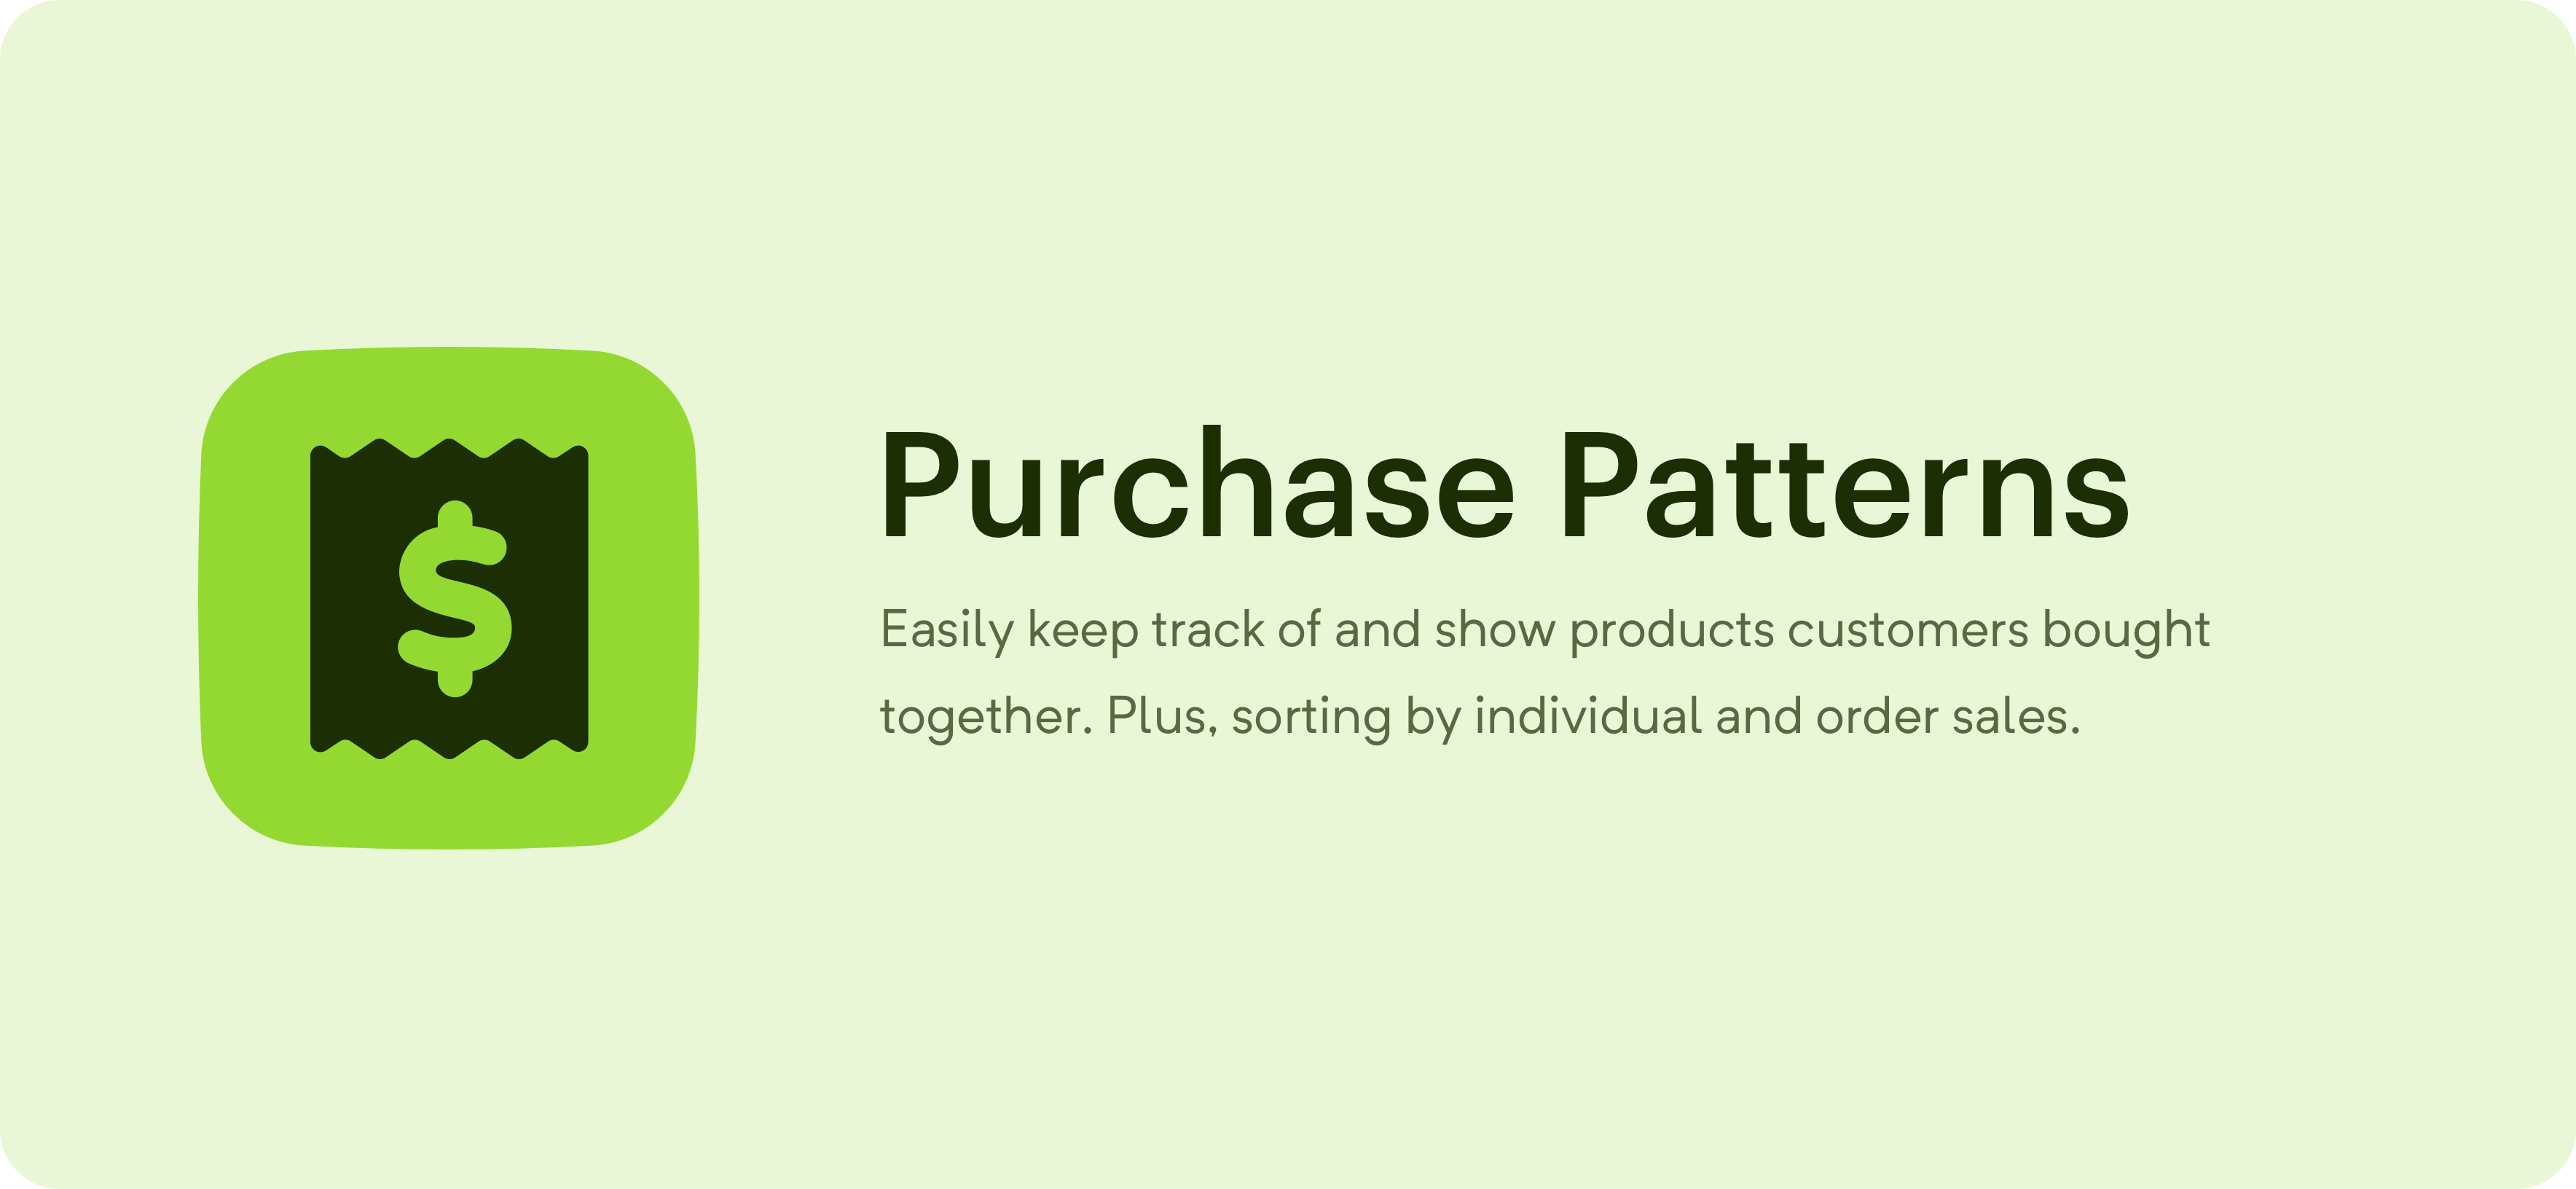 $
Purchase Patterns
Easily keep track of and show products customers bought
together. Plus, sorting by individual and order sales.